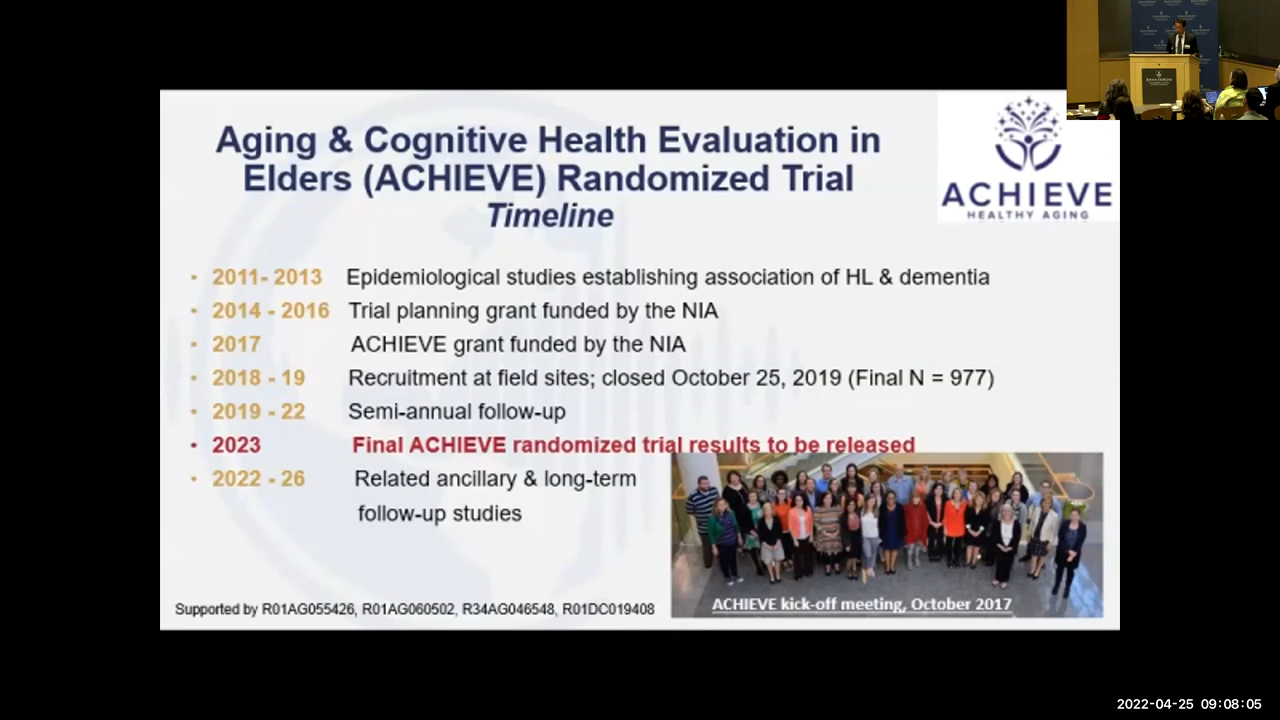 Aging & Cognitive Health Evaluation in
Elders (ACHIEVE) Randomized Trial
Timeline
ACHIEVE
HEALTHY AGING
• 2011- 2013 Epidemiological studies establishing association of HL & dementia
• 2014 - 2016 Trial planning grant funded by the NIA
• 2017 ACHIEVE grant funded by the NIA
• 2018 - 19 Recruitment at field sites; closed October 25, 2019 (Final N = 977)
• 2019 - 22 Semi-annual follow-up
• 2023 Final ACHIEVE randomized trial results to be released
• 2022 - 26 Related ancillary & long-term
follow-up studies
Supported by R01AG055426, R01AG060502, R34AG046548, R01DC019408
ACHIEVE kick-off meeting, October 2017
2022-04-25 09:08:05